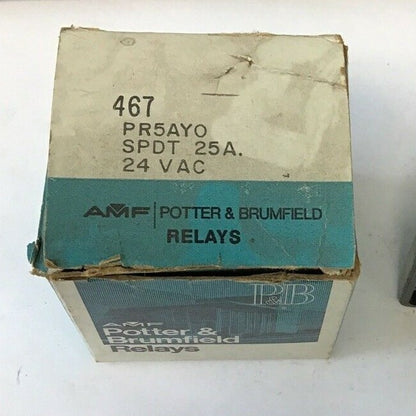 467
PR5AYO
SPDT 25A.
24 VAC
AMF | POTTER & BRUMFIELD
RELAYS
P&B
AMF
Potter &
Brumfield
Relays